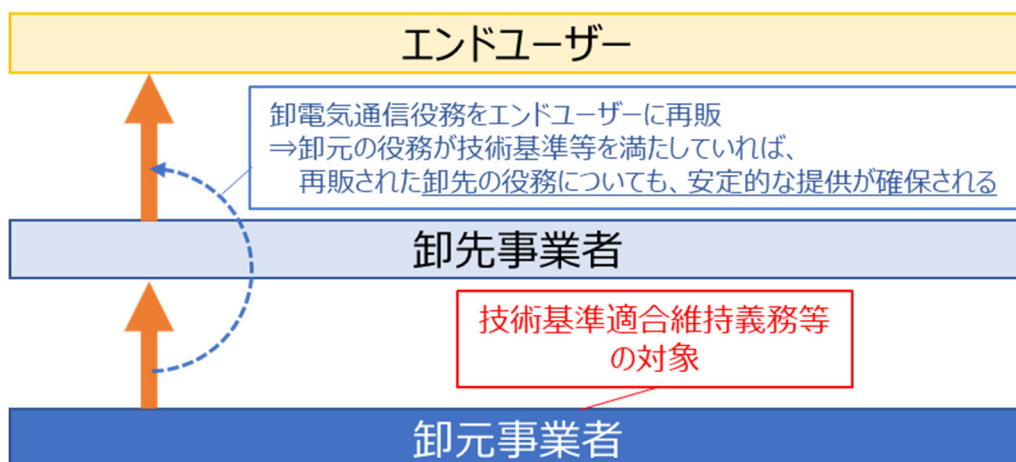 エンドユーザー
卸電気通信役務をエンドユーザーに再販
⇒卸元の役務が技術基準等を満たしていれば、
再販された卸先の役務についても、安定的な提供が確保される
卸先事業者
技術基準適合維持義務等
の対象
卸元事業者